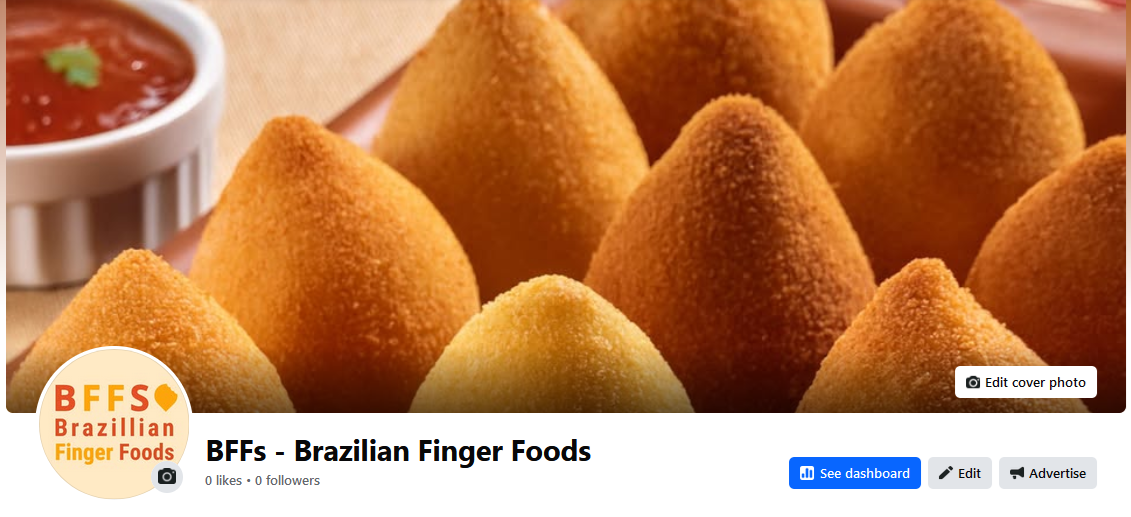 Edit cover photo
BFFS
Brazillian
Finger Foods
BFFs - Brazilian Finger Foods
0 likes • 0 followers
See dashboard
Edit
Advertise